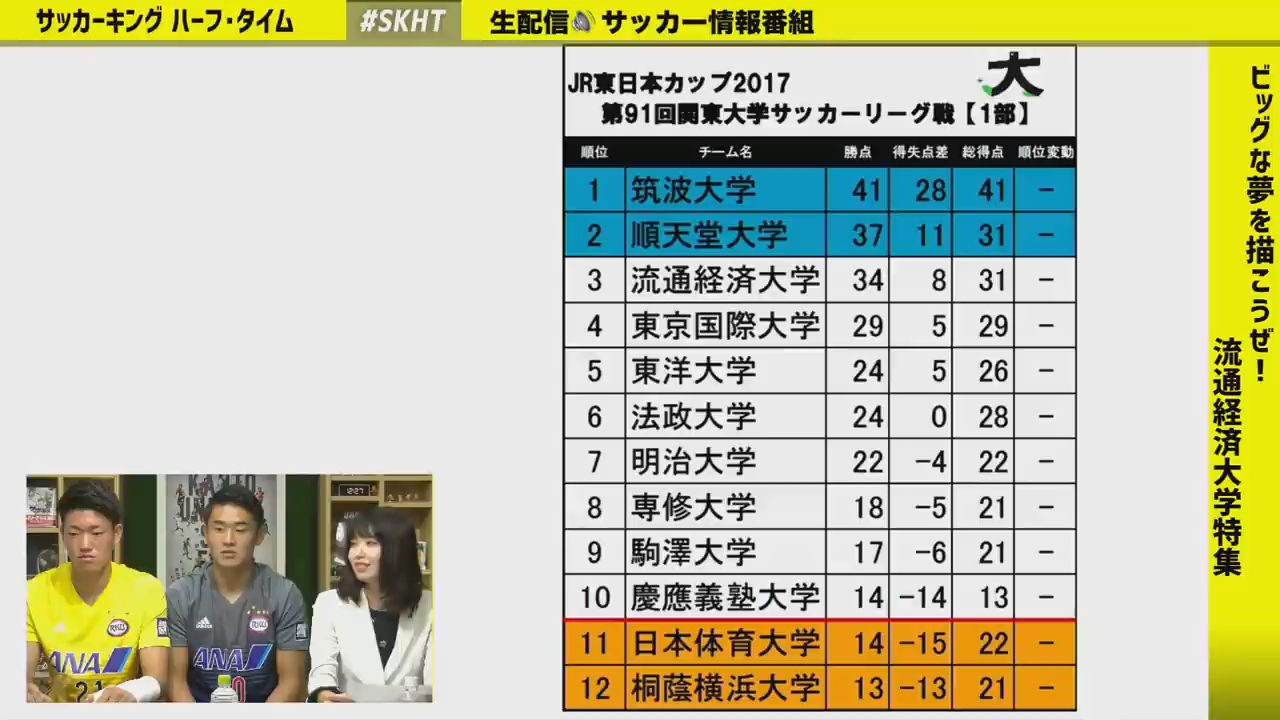 サッカーキング ハーフ・タイム #SKHT 生配信 サッカー情報番組
大
JR東日本カップ2017
第91回関東大学サッカーリーグ戦【1部】
順位 チーム名 勝点 得失点差 総得点 順位変動
1 筑波大学 41 28 41 −
2 順天堂大学 37 11 31 −
3 流通経済大学 34 8 31 −
4 東京国際大学 29 5 29 −
5 東洋大学 24 5 26 −
6 法政大学 24 0 28 −
7 明治大学 22 −4 22 −
8 専修大学 18 −5 21 −
9 駒澤大学 17 −6 21 −
10 慶應義塾大学 14 −14 13 −
11 日本体育大学 14 −15 22 −
12 桐蔭横浜大学 13 −13 21 −
ビッグな夢を描こうぜ！
流通経済大学特集
12:27
RKU
adidas
RKU
ANA
21
ANA